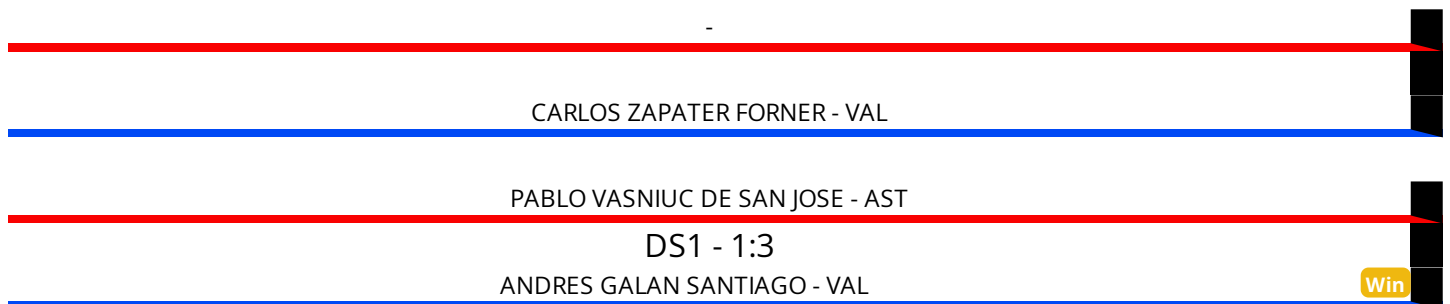 -
CARLOS ZAPATER FORNER - VAL
PABLO VASNIUC DE SAN JOSE - AST
DS1 - 1:3
ANDRES GALAN SANTIAGO - VAL
Win